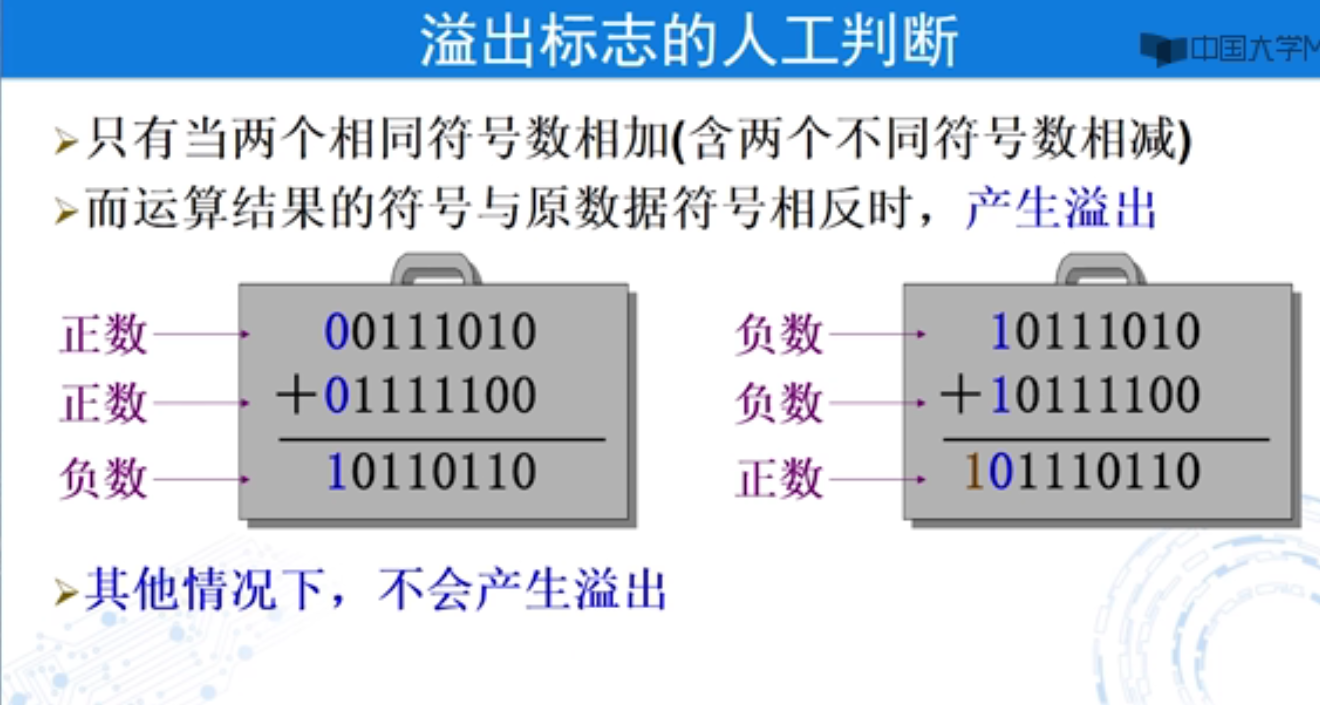 溢出标志的人工判断
中国大学M
只有当两个相同符号数相加(含两个不同符号数相减)
而运算结果的符号与原数据符号相反时，产生溢出
正数 00111010
正数 +01111100
负数 10110110
负数 10111010
负数 +10111100
正数 101110110
其他情况下，不会产生溢出